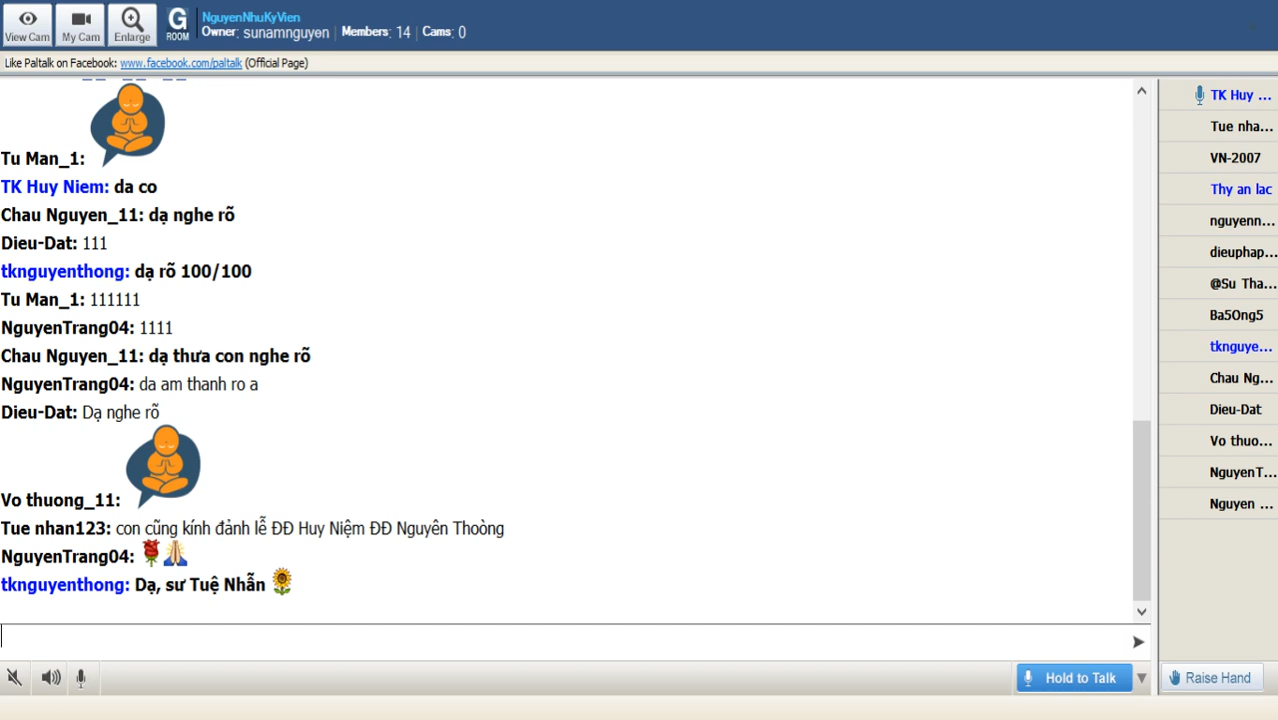 View Cam
My Cam
Enlarge
G
ROOM
NguyenNhuKyVien
Owner: sunamnguyen Members: 14 Cams: 0
Like Paltalk on Facebook: www.facebook.com/paltalk (Official Page)
Tu Man_1:
TK Huy Niem: da co
Chau Nguyen_11: dạ nghe rõ
Dieu-Dat: 111
tknguyenthong: dạ rõ 100/100
Tu Man_1: 111111
NguyenTrang04: 1111
Chau Nguyen_11: dạ thưa con nghe rõ
NguyenTrang04: da am thanh ro a
Dieu-Dat: Dạ nghe rõ
Vo thuong_11:
Tue nhan123: con cũng kính đảnh lễ ĐĐ Huy Niệm ĐĐ Nguyên Thoòng
NguyenTrang04:
tknguyenthong: Dạ, sư Tuệ Nhẫn
TK Huy ...
Tue nha...
VN-2007
Thy an lac
nguyenn...
dieuphap...
@Su Tha...
Ba5Ong5
tknguye...
Chau Ng...
Dieu-Dat
Vo thuo...
NguyenT...
Nguyen ...
Hold to Talk
Raise Hand